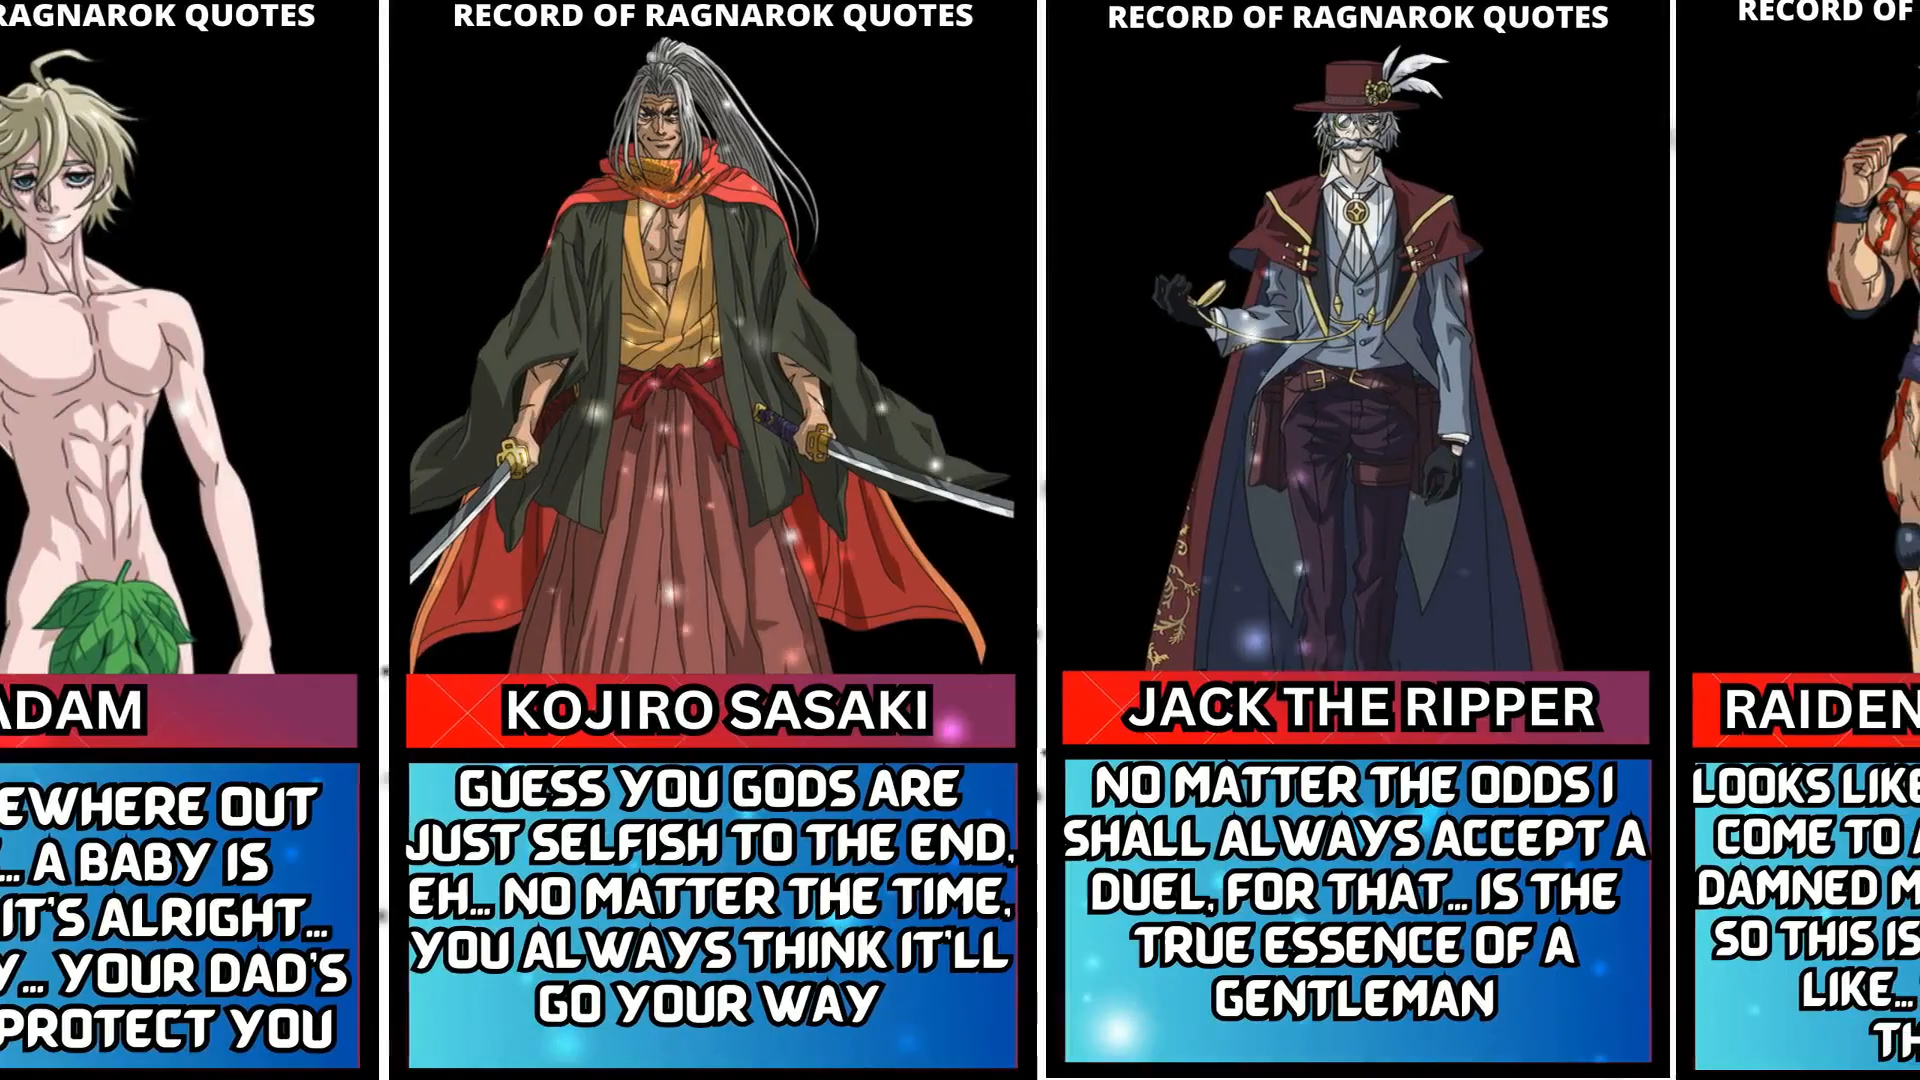 RAGNAROK QUOTES
ADAM
EWHERE OUT
... A BABY IS
IT'S ALRIGHT...
... YOUR DAD'S
PROTECT YOU
RECORD OF RAGNAROK QUOTES
KOJIRO SASAKI
GUESS YOU GODS ARE
JUST SELFISH TO THE END,
EH... NO MATTER THE TIME,
YOU ALWAYS THINK IT'LL
GO YOUR WAY
RECORD OF RAGNAROK QUOTES
JACK THE RIPPER
NO MATTER THE ODDS I
SHALL ALWAYS ACCEPT A
DUEL, FOR THAT... IS THE
TRUE ESSENCE OF A
GENTLEMAN
RECORD OF
RAIDEN
LOOKS LIKE
COME TO A
DAMNED M
SO THIS IS
LIKE...
TH